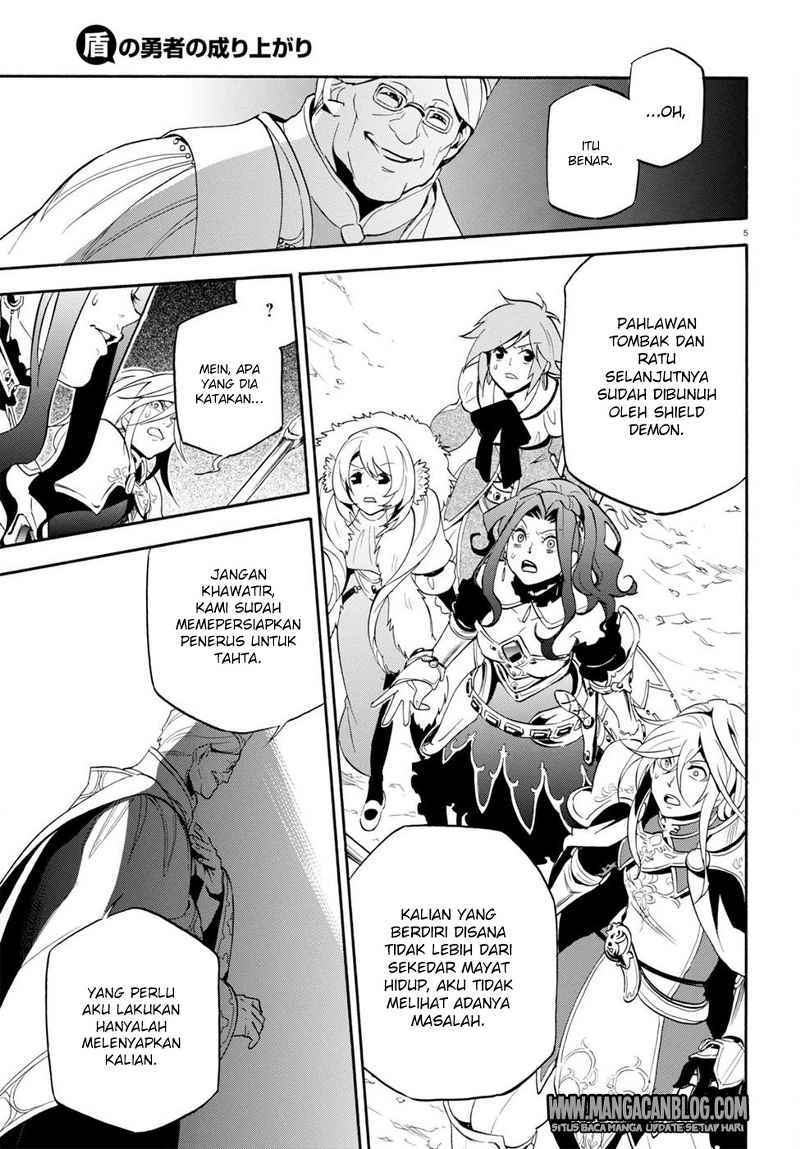 盾の勇者の成り上がり
...OH,
ITU
BENAR.
5
PAHLAWAN
TOMBAK DAN
RATU
SELANJUTNYA
SUDAH DIBUNUH
OLEH SHIELD
DEMON.
?
MEIN, APA
YANG DIA
KATAKAN...
KALIAN YANG
BERDIRI DISANA
TIDAK LEBIH DARI
SEKEDAR MAYAT
HIDUP, AKU TIDAK
MELIHAT ADANYA
MASALAH.
JANGAN
KHAWATIR,
KAMI SUDAH
MEMEPERSIAPKAN
PENERUS UNTUK
TAHTA.
YANG PERLU
AKU LAKUKAN
HANYALAH
MELENYAPKAN
KALIAN.
WWW.MANGACANBLOG.COM
SITUS BACA MANGA UPDATE SETIAP HARI